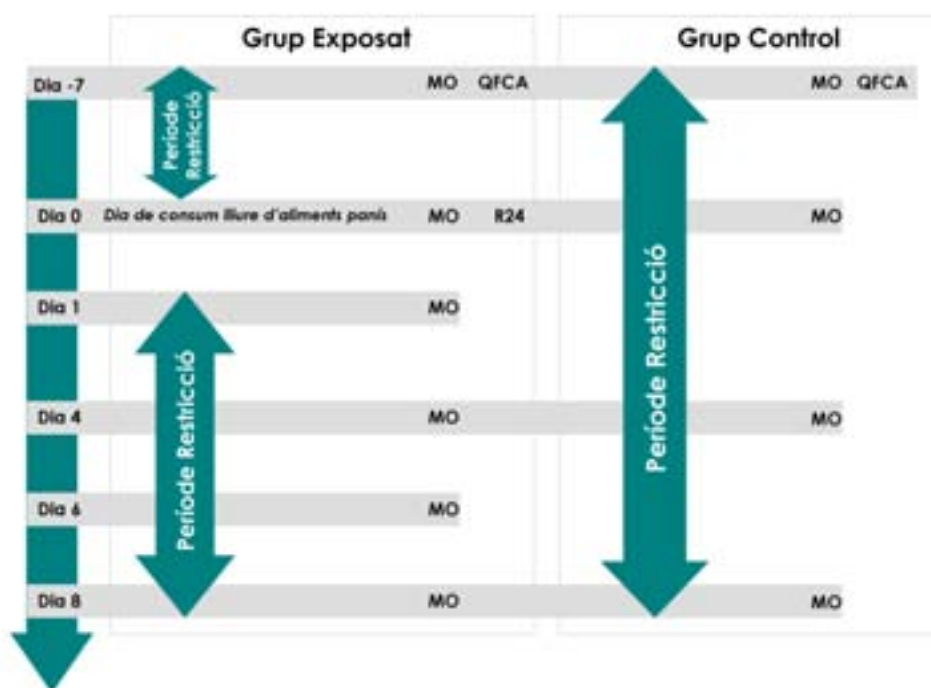 Grup Exposat
Grup Control
Dia -7
MO QFCA
MO QFCA
Període
Restricció
Dia 0
Dia de consum lliure d'aliments panís
MO
R24
MO
Dia 1
MO
Període Restricció
Període Restricció
Dia 4
MO
MO
Dia 6
MO
Dia 8
MO
MO